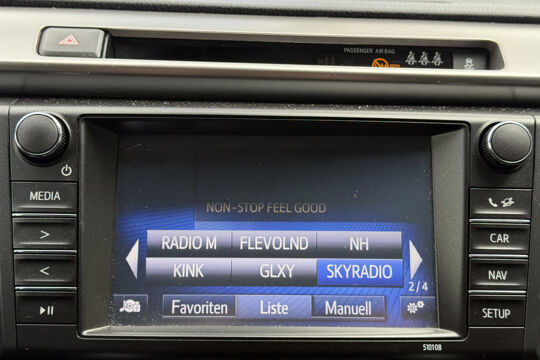 PASSENGER AIR BAG
MEDIA
NON-STOP FEEL GOOD
RADIO M FLEVOLND NH
KINK GLXY SKYRADIO
2/4
Favoriten Liste Manuell
CAR
NAV
SETUP
510108